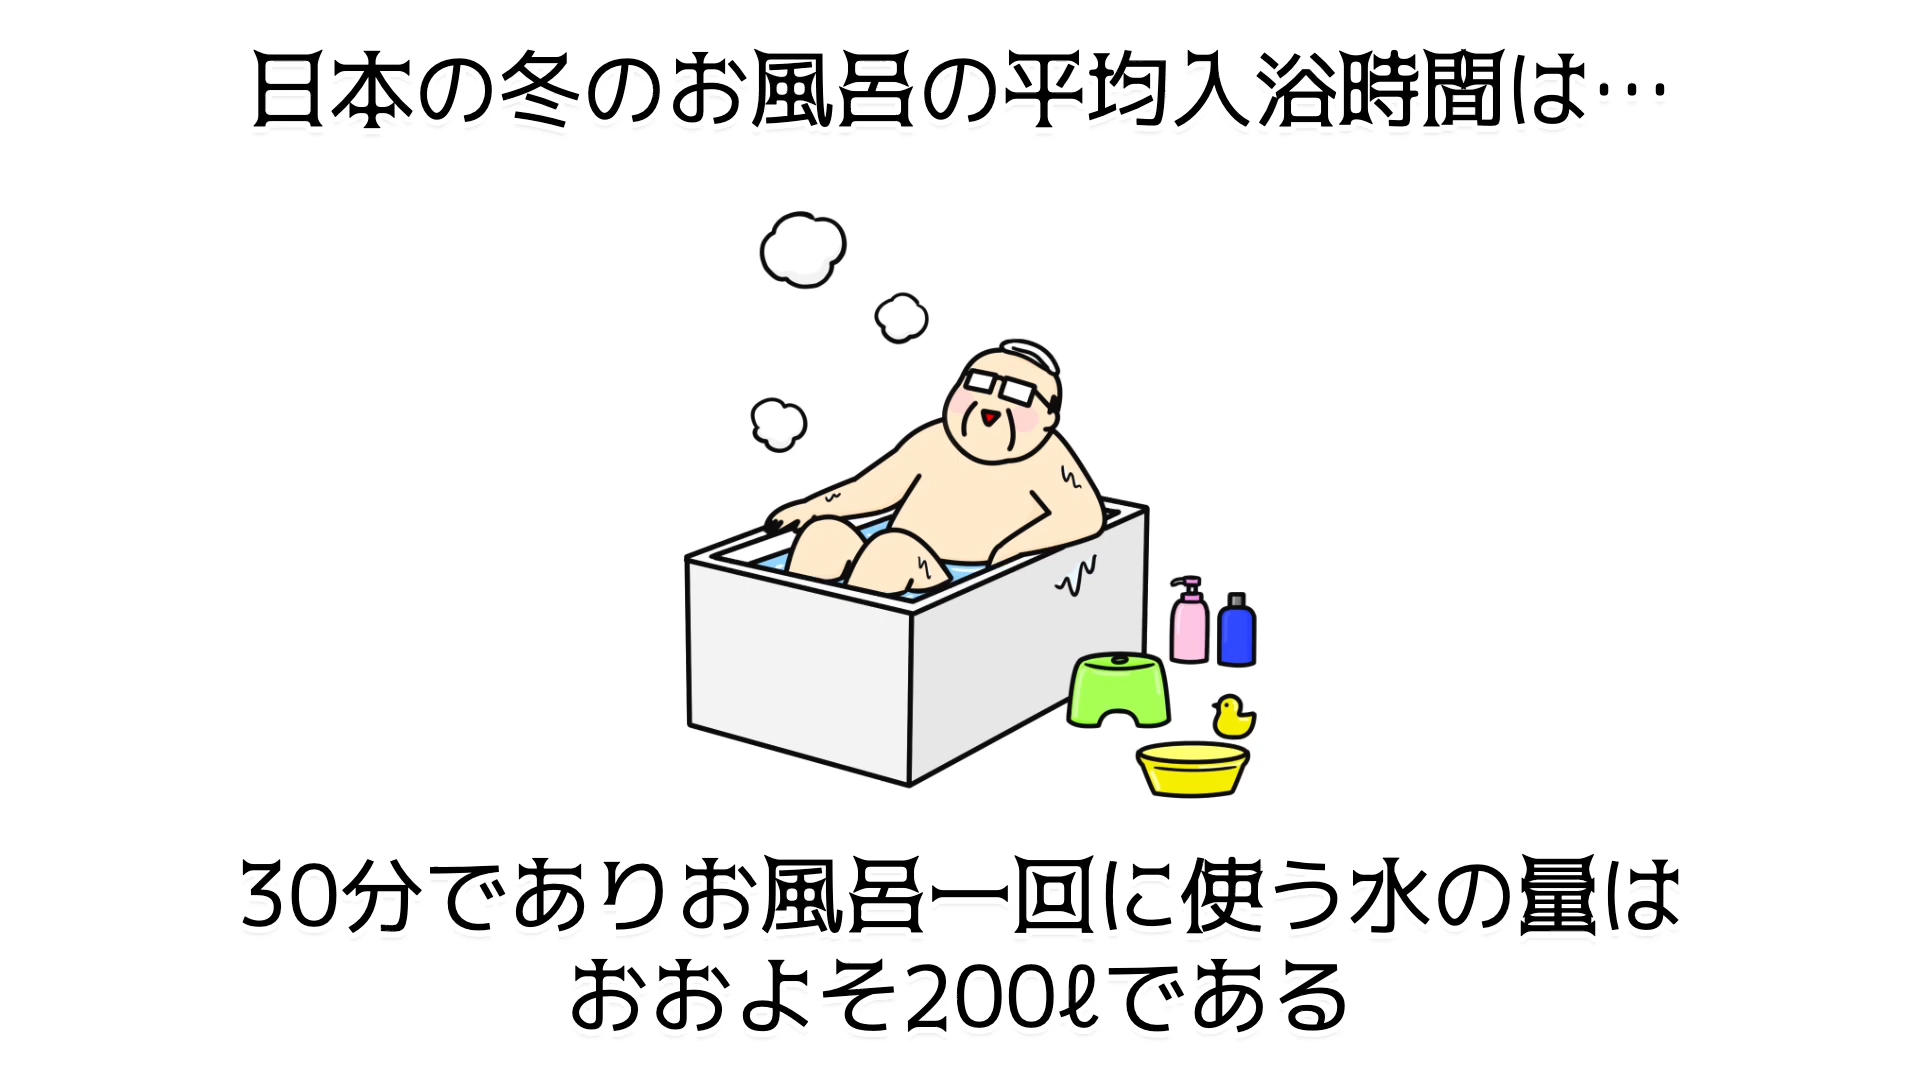 日本の冬のお風呂の平均入浴時間は…
30分でありお風呂一回に使う水の量は
おおよそ200ℓである